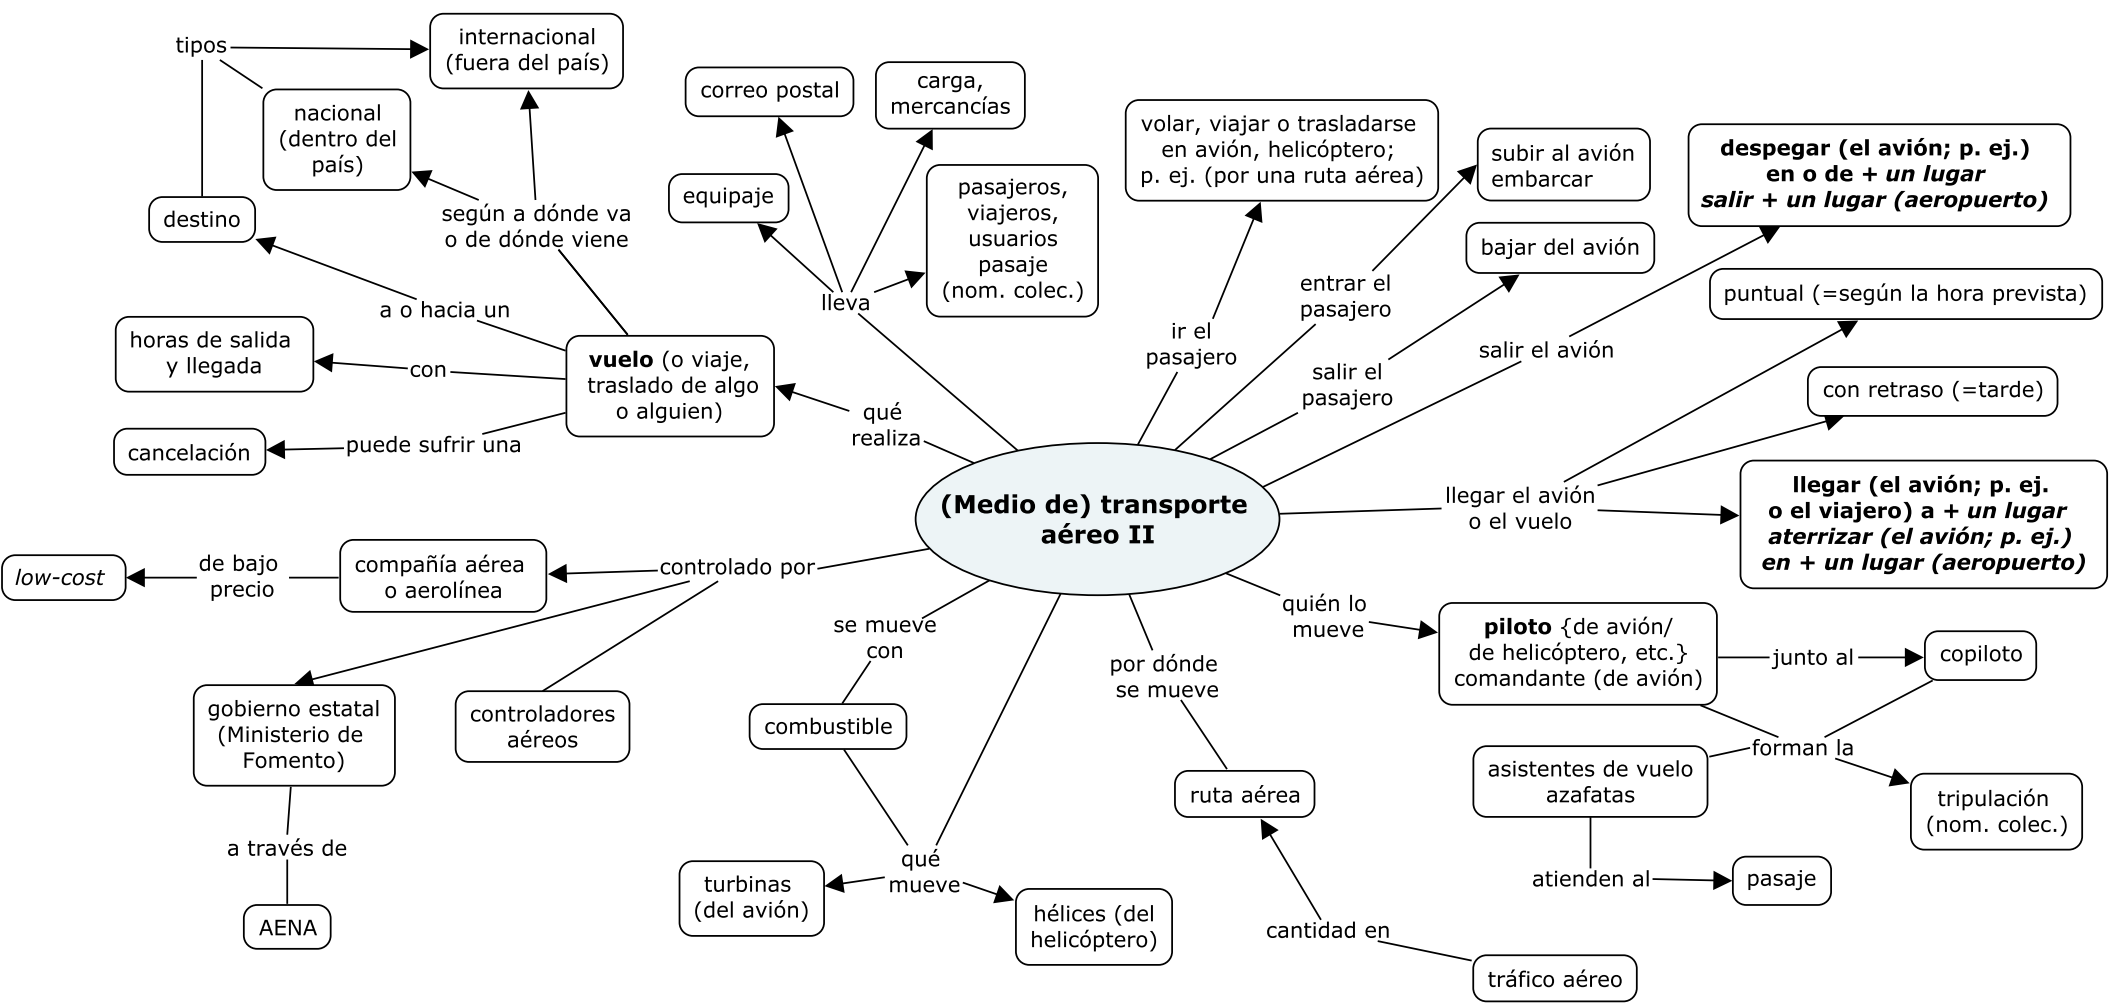 tipos
internacional
(fuera del país)
nacional
(dentro del
país)
destino
según a dónde va
o de dónde viene
a o hacia un
horas de salida
y llegada
con
vuelo (o viaje,
traslado de algo
o alguien)
puede sufrir una
cancelación
qué
realiza
correo postal
carga,
mercancías
equipaje
pasajeros,
viajeros,
usuarios
pasaje
(nom. colec.)
lleva
volar, viajar o trasladarse
en avión, helicóptero;
p. ej. (por una ruta aérea)
ir el
pasajero
subir al avión
embarcar
entrar el
pasajero
bajar del avión
salir el
pasajero
despegar (el avión; p. ej.)
en o de + un lugar
salir + un lugar (aeropuerto)
salir el avión
puntual (=según la hora prevista)
con retraso (=tarde)
llegar el avión
o el vuelo
llegar (el avión; p. ej.
o el viajero) a + un lugar
aterrizar (el avión; p. ej.)
en + un lugar (aeropuerto)
(Medio de) transporte
aéreo II
controlado por
compañía aérea
o aerolínea
de bajo
precio
low-cost
gobierno estatal
(Ministerio de
Fomento)
a través de
AENA
controladores
aéreos
se mueve
con
combustible
qué
mueve
turbinas
(del avión)
hélices (del
helicóptero)
por dónde
se mueve
ruta aérea
cantidad en
tráfico aéreo
quién lo
mueve
piloto {de avión/
de helicóptero, etc.}
comandante (de avión)
junto al
copiloto
forman la
asistentes de vuelo
azafatas
tripulación
(nom. colec.)
atienden al
pasaje